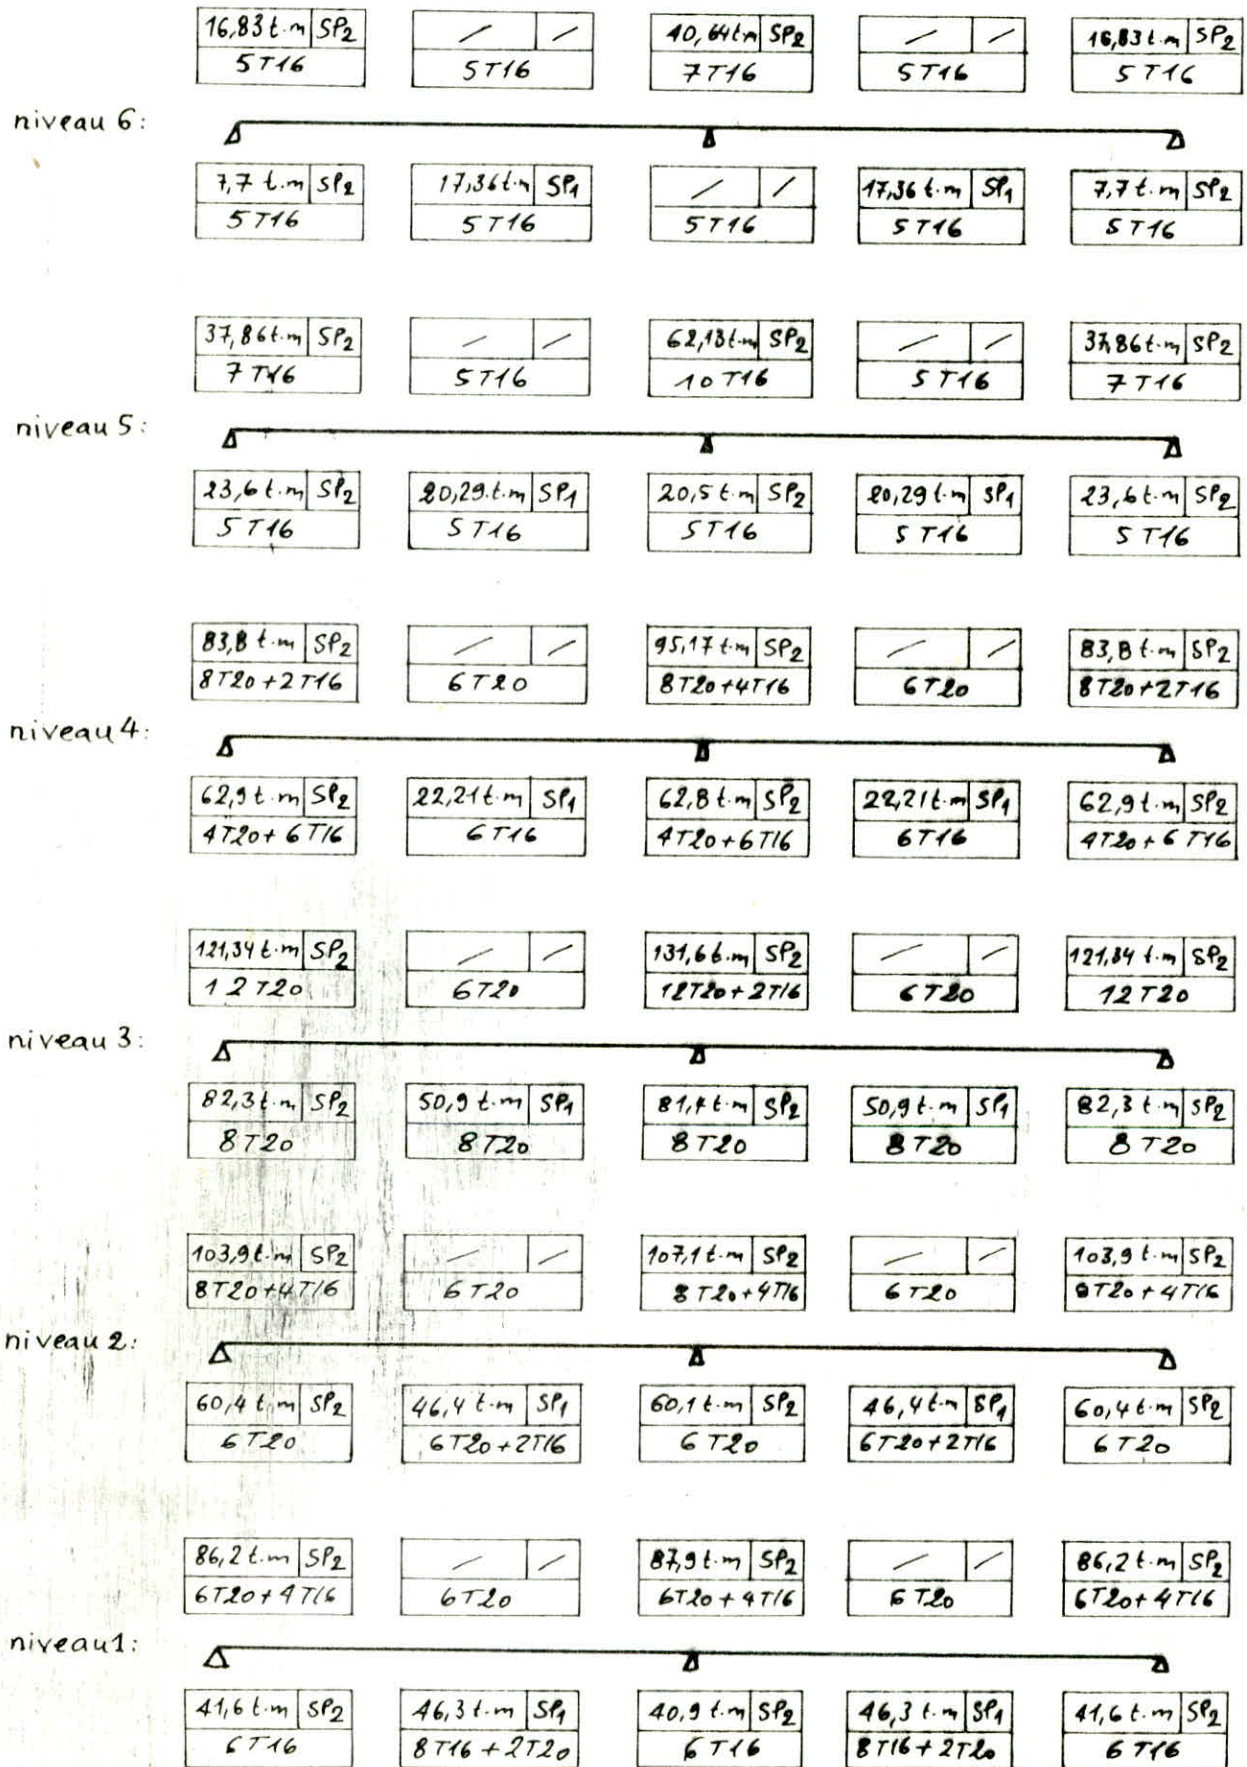 16,83 t.m SP2 / / 40,64 t.m SP2 / / 16,83 t.m SP2
5T16 5T16 7T16 5T16 5T16
niveau 6:
7,7 t.m SP2 17,36 t.m SP1 / / 17,36 t.m SP1 7,7 t.m SP2
5T16 5T16 5T16 5T16 5T16
37,86 t.m SP2 / / 62,13 t.m SP2 / / 37,86 t.m SP2
7T16 5T16 10T16 5T16 7T16
niveau 5:
23,6 t.m SP2 20,29 t.m SP1 20,5 t.m SP2 20,29 t.m SP1 23,6 t.m SP2
5T16 5T16 5T16 5T16 5T16
83,8 t.m SP2 / / 95,17 t.m SP2 / / 83,8 t.m SP2
8T20+2T16 6T20 8T20+4T16 6T20 8T20+2T16
niveau 4:
62,9 t.m SP2 22,21 t.m SP1 62,8 t.m SP2 22,21 t.m SP1 62,9 t.m SP2
4T20+6T16 6T16 4T20+6T16 6T16 4T20+6T16
121,34 t.m SP2 / / 131,66 t.m SP2 / / 121,34 t.m SP2
12T20 6T20 12T20+2T16 6T20 12T20
niveau 3:
82,3 t.m SP2 50,9 t.m SP1 SP2 50,9 t.m SP1 82,3 t.m SP2
8T20 8T20 8T20 8T20 8T20
103,9 t.m SP2 / / 107,1 t.m SP2 / / 103,9 t.m SP2
8T20+4T16 6T20 8T20+4T16 6T20 8T20+4T16
niveau 2:
60,4 t.m SP2 46,4 t.m SP1 60,1 t.m SP2 46,4 t.m SP1 60,4 t.m SP2
6T20 6T20+2T16 6T20 6T20+2T16 6T20
86,2 t.m SP2 / / 87,9 t.m SP2 / / 86,2 t.m SP2
6T20+4T16 6T20 6T20+4T16 6T20 6T20+4T16
niveau 1:
41,6 t.m SP2 46,3 t.m SP1 40,9 t.m SP2 46,3 t.m SP1 41,6 t.m SP2
6T16 8T16+2T20 6T16 8T16+2T20 6T16